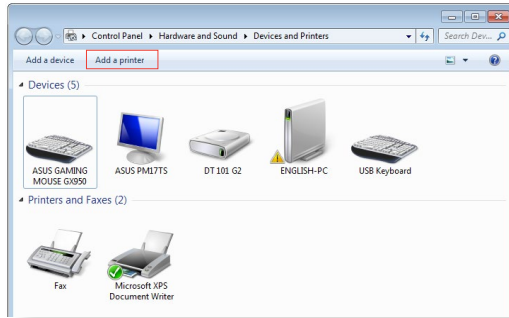 Control Panel ▸ Hardware and Sound ▸ Devices and Printers
Search Dev...
Add a device
Add a printer
Devices (5)
ASUS GAMING
MOUSE GX950
ASUS PM17TS
DT 101 G2
ENGLISH-PC
USB Keyboard
Printers and Faxes (2)
Fax
Microsoft XPS
Document Writer